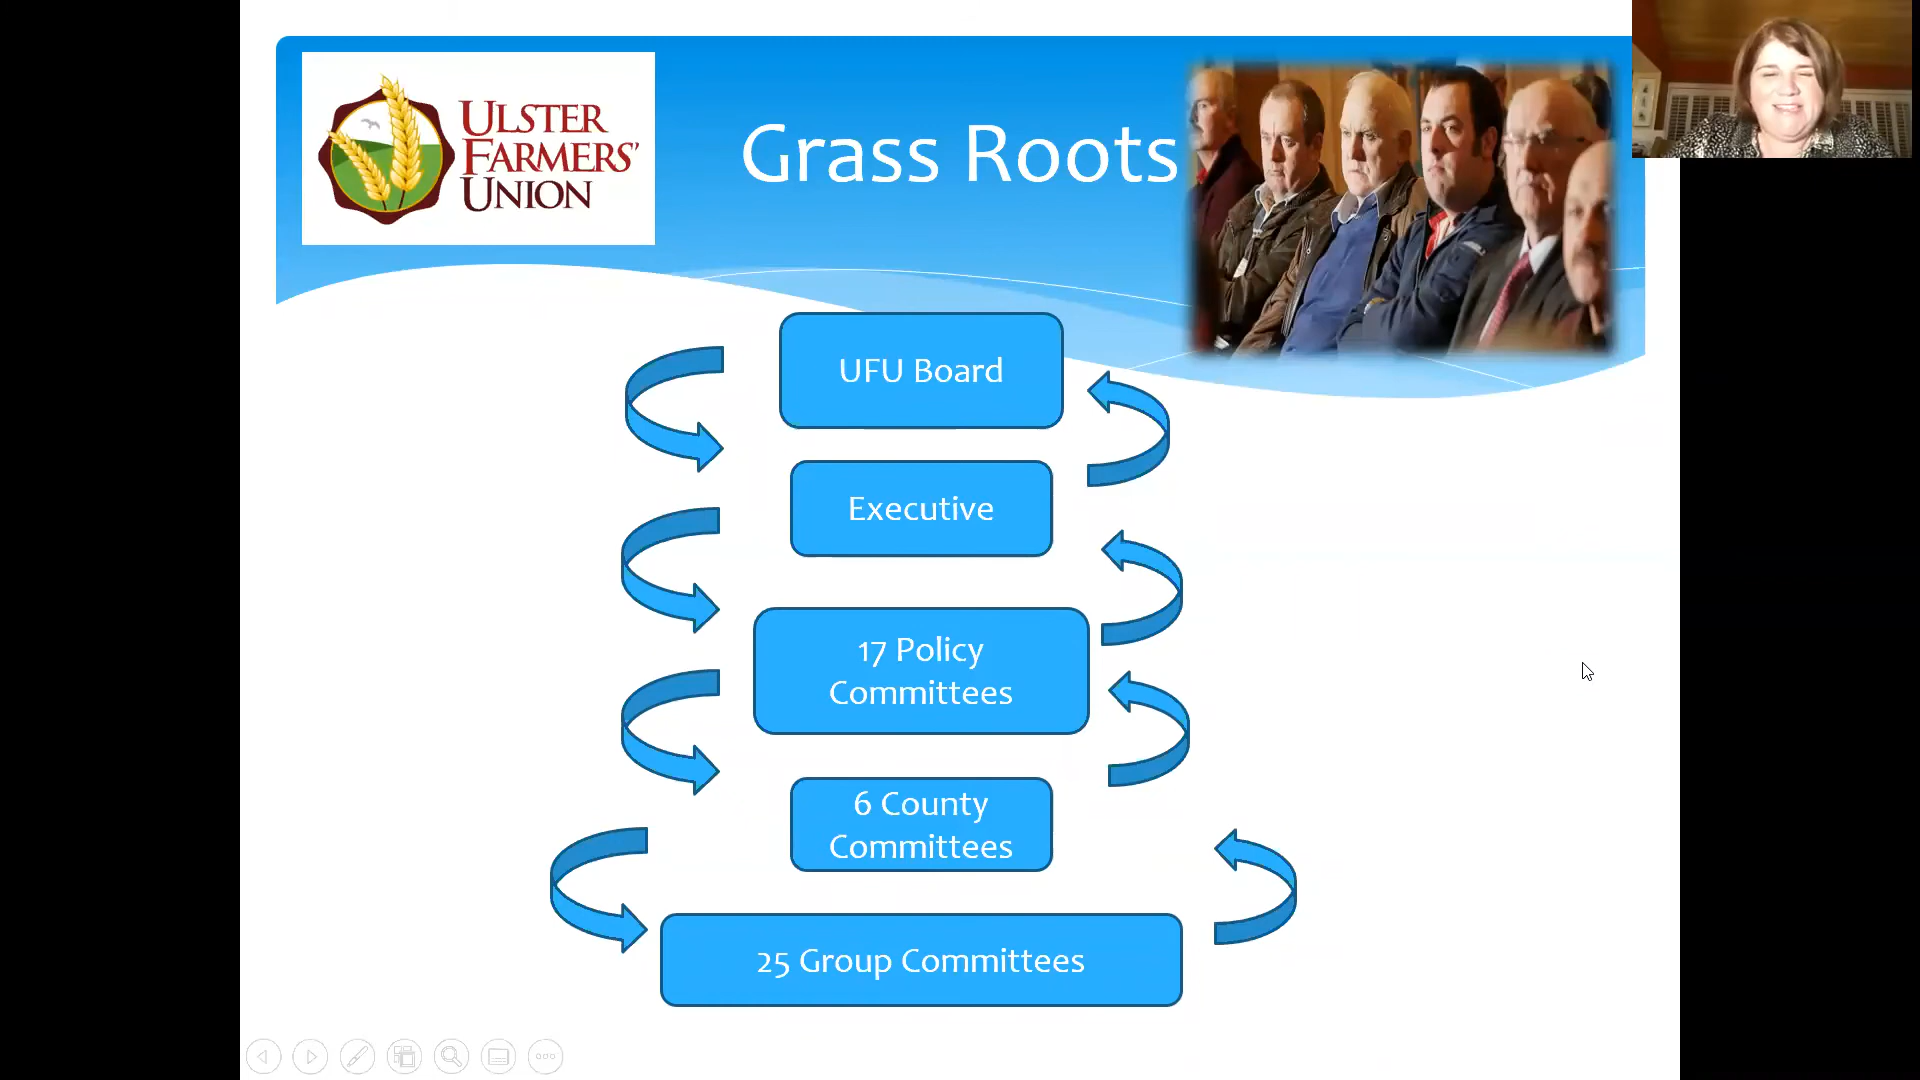 ULSTER
FARMERS'
UNION
Grass Roots
UFU Board
Executive
17 Policy
Committees
6 County
Committees
25 Group Committees